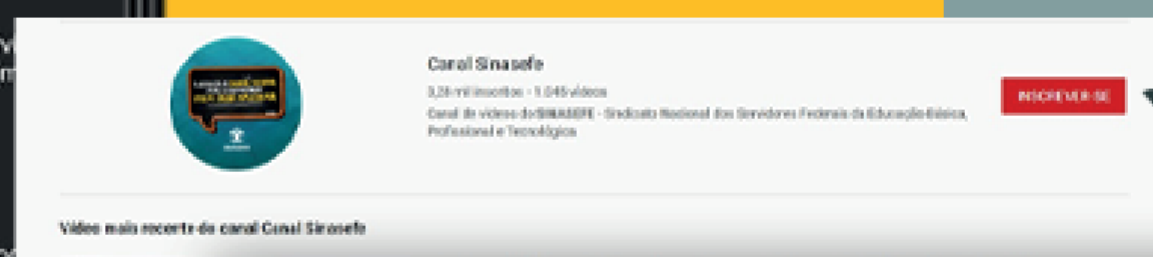 Canal Sinasefe
3,28 mil inscritos - 1.045 vídeos
INSCREVER-SE
Canal de vídeos do SINASEFE - Sindicato Nacional dos Servidores Federais da Educação Básica,
Profissional e Tecnológica
Vídeo mais recente do canal Canal Sinasefe